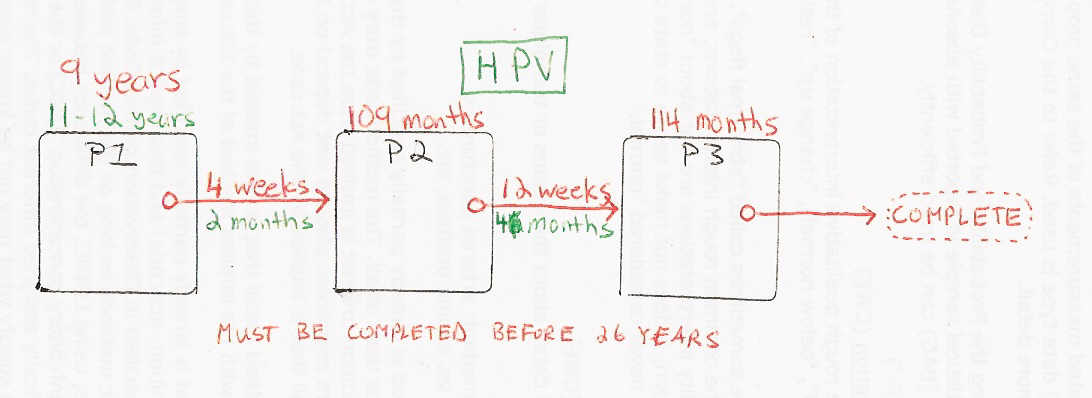 HPV
9 years
11-12 years
109 months
114 months
P1
P2
P3
4 weeks
12 weeks
2 months
4 months
COMPLETE
MUST BE COMPLETED BEFORE 26 YEARS